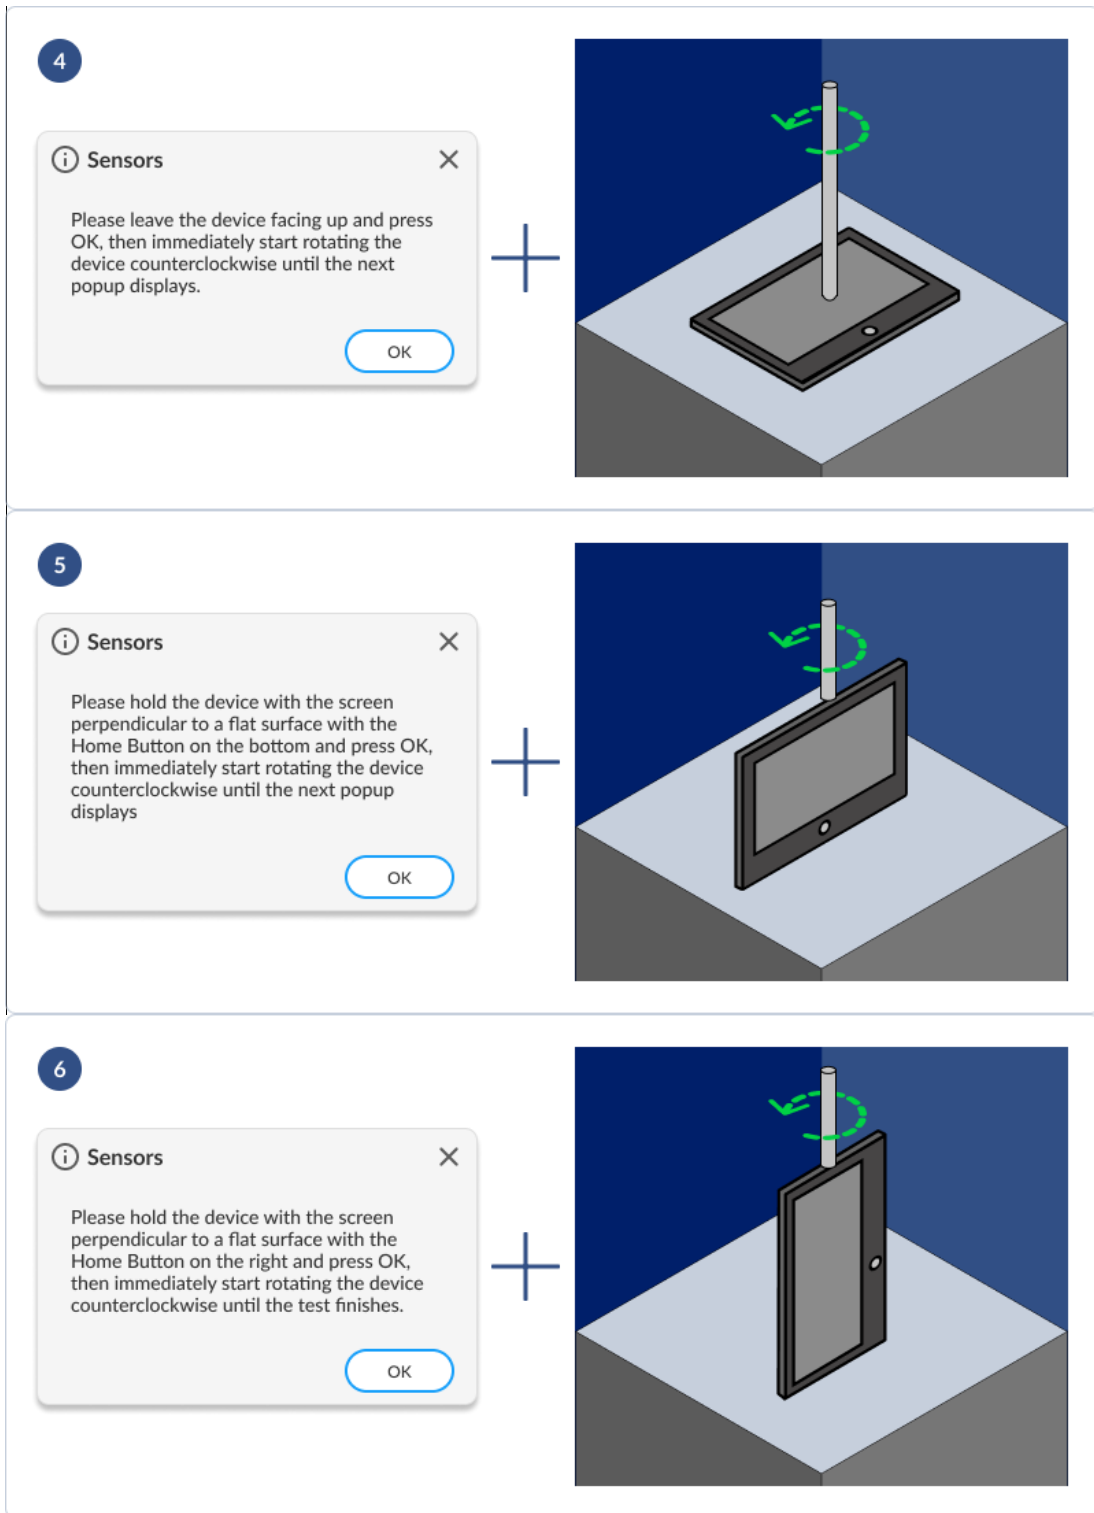 4
Sensors
Please leave the device facing up and press
OK, then immediately start rotating the
device counterclockwise until the next
popup displays.
OK
5
Sensors
Please hold the device with the screen
perpendicular to a flat surface with the
Home Button on the bottom and press OK,
then immediately start rotating the device
counterclockwise until the next popup
displays
OK
6
Sensors
Please hold the device with the screen
perpendicular to a flat surface with the
Home Button on the right and press OK,
then immediately start rotating the device
counterclockwise until the test finishes.
OK